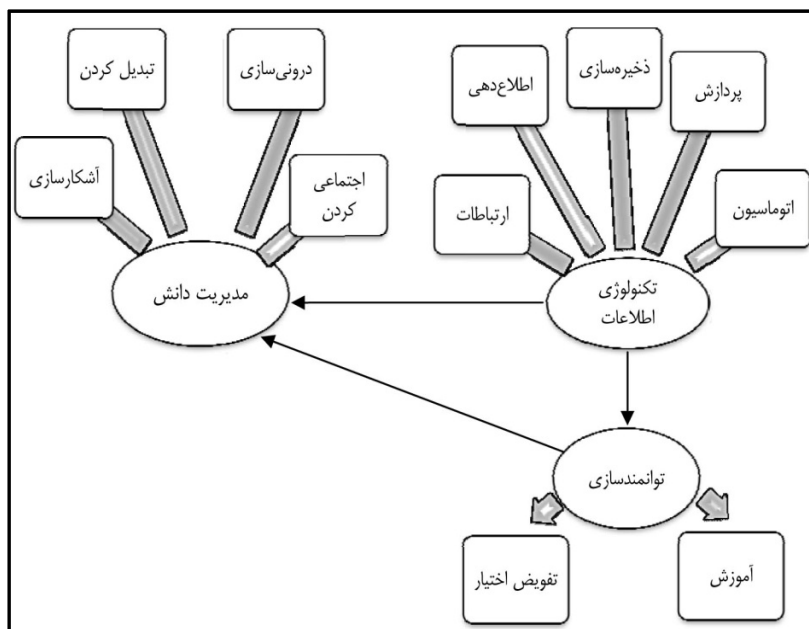 درونی‌سازی
تبدیل کردن
آشکارسازی
اجتماعی
کردن
مدیریت دانش
پردازش
ذخیره‌سازی
اطلاع‌دهی
اتوماسیون
ارتباطات
تکنولوژی
اطلاعات
توانمندسازی
آموزش
تفویض اختیار